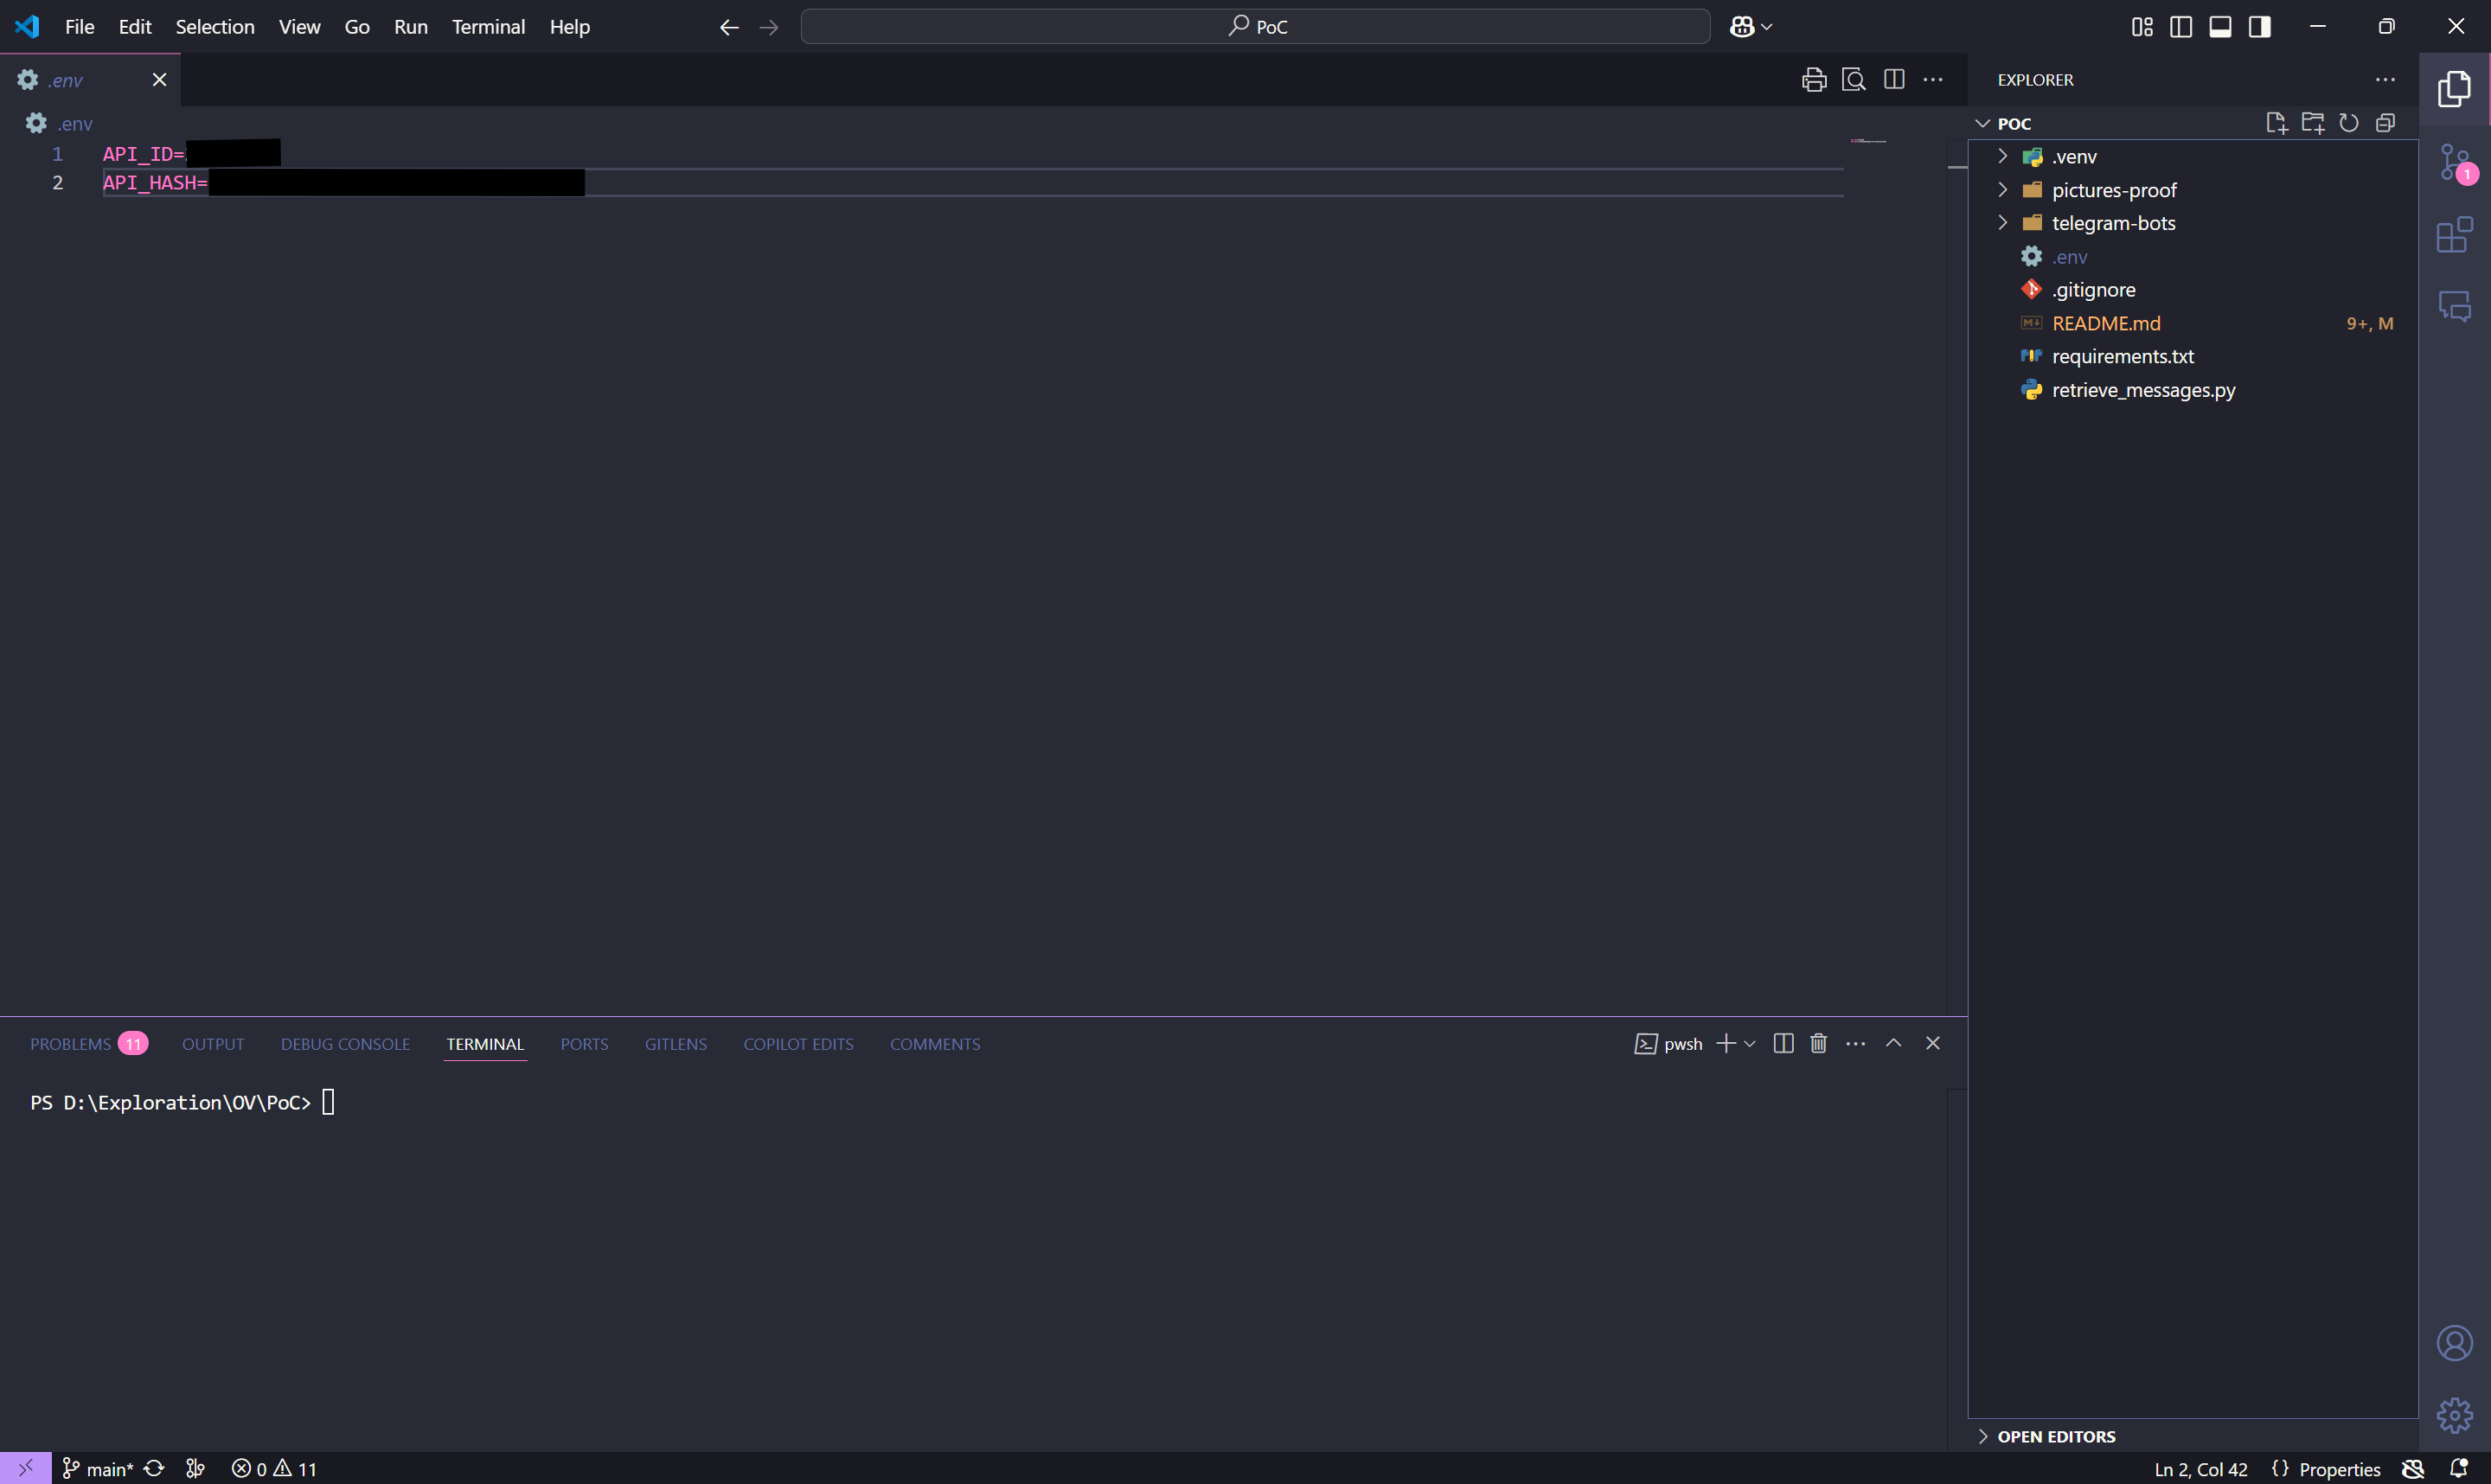 File Edit Selection View Go Run Terminal Help PoC
.env
EXPLORER
.env
POC
1 API_ID=
2 API_HASH=
.venv
pictures-proof
telegram-bots
.env
.gitignore
README.md 9+, M
requirements.txt
retrieve_messages.py
1
PROBLEMS 11 OUTPUT DEBUG CONSOLE TERMINAL PORTS GITLENS COPILOT EDITS COMMENTS pwsh
PS D:\Exploration\OV\PoC>
OPEN EDITORS
main* 0 11 Ln 2, Col 42 {} Properties